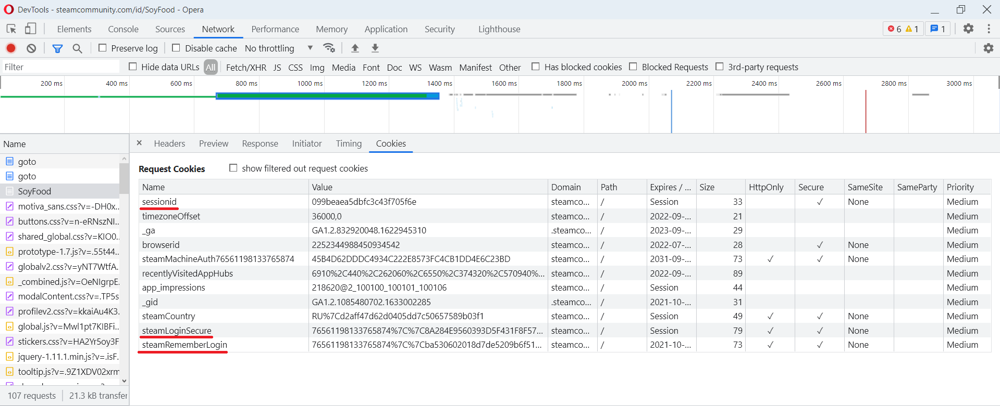 DevTools - steamcommunity.com/id/SoyFood - Opera
Elements Console Sources Network Performance Memory Application Security Lighthouse 6 1 1
Preserve log Disable cache No throttling
Filter Hide data URLs All Fetch/XHR JS CSS Img Media Font Doc WS Wasm Manifest Other Has blocked cookies Blocked Requests 3rd-party requests
200 ms 400 ms 600 ms 800 ms 1000 ms 1200 ms 1400 ms 1600 ms 1800 ms 2000 ms 2200 ms 2400 ms 2600 ms 2800 ms 3000 ms
Name
goto
goto
SoyFood
motiva_sans.css?v=-DH0x..
buttons.css?v=n-eRNszNI..
shared_global.css?v=KIO0.
prototype-1.7.js?v=.55t44..
globalv2.css?v=yNT7WtfA.
_combined.js?v=OeNIgrpE.
modalContent.css?v=.TP5s
profilev2.css?v=kkaiAu4K3.
global.js?v=Mwl1pt7KIBFi..
stickers.css?v=HA2Yr5oy3F
jquery-1.11.1.min.js?v=.isF.
tooltip.js?v=.9Z1XDV02xrm
107 requests 21.3 kB transfer
Headers Preview Response Initiator Timing Cookies
Request Cookies show filtered out request cookies
Name Value Domain Path Expires / ... Size HttpOnly Secure SameSite SameParty Priority
sessionid 099beaea5dbfc3c43f705f6e steamco... / Session 33 ✓ None Medium
timezoneOffset 36000,0 steamco... / 2022-09-... 21 Medium
_ga GA1.2.832920048.1622945310 .steamco... / 2023-09-... 29 Medium
browserid 2252344988450934542 steamco... / 2022-07-... 28 ✓ None Medium
steamMachineAuth76561198133765874 45B4D62DDDC4934C222E8573FC4CB1DD4E6C23BD steamco... / 2031-09-... 73 ✓ ✓ None Medium
recentlyVisitedAppHubs 6910%2C440%2C262060%2C6550%2C374320%2C570940%... steamco... / 2022-09-... 89 Medium
app_impressions 218620@2_100100_100101_100106 steamco... / Session 44 Medium
_gid GA1.2.1085480702.1633002285 .steamco... / 2021-10-... 31 Medium
steamCountry RU%7Cd2aff47d62d0405dd7c50657589b03f1 steamco... / Session 49 ✓ ✓ None Medium
steamLoginSecure 76561198133765874%7C%7C8A284E9560393D5F431F8F57... steamco... / Session 79 ✓ ✓ None Medium
steamRememberLogin 76561198133765874%7C%7Cba530602018d7de5209b6f51... steamco... / 2021-10-... 73 ✓ ✓ None Medium